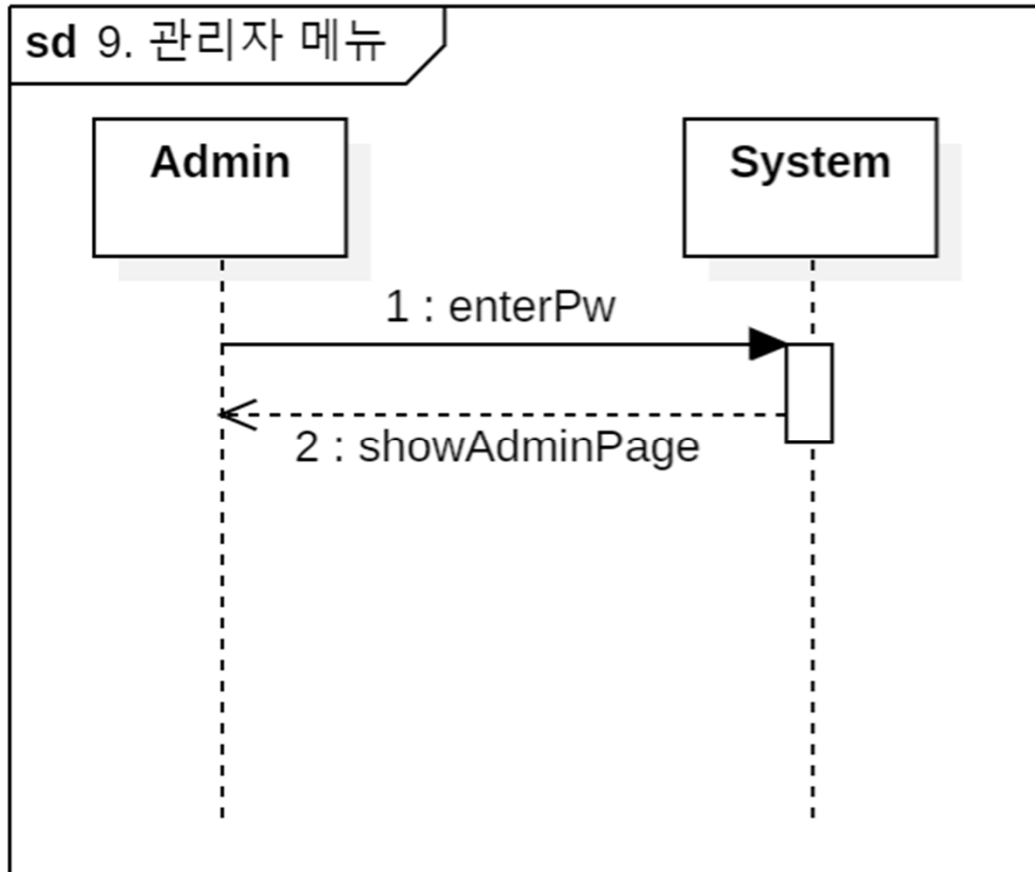 sd 9. 관리자 메뉴
Admin
System
1 : enterPw
2 : showAdminPage